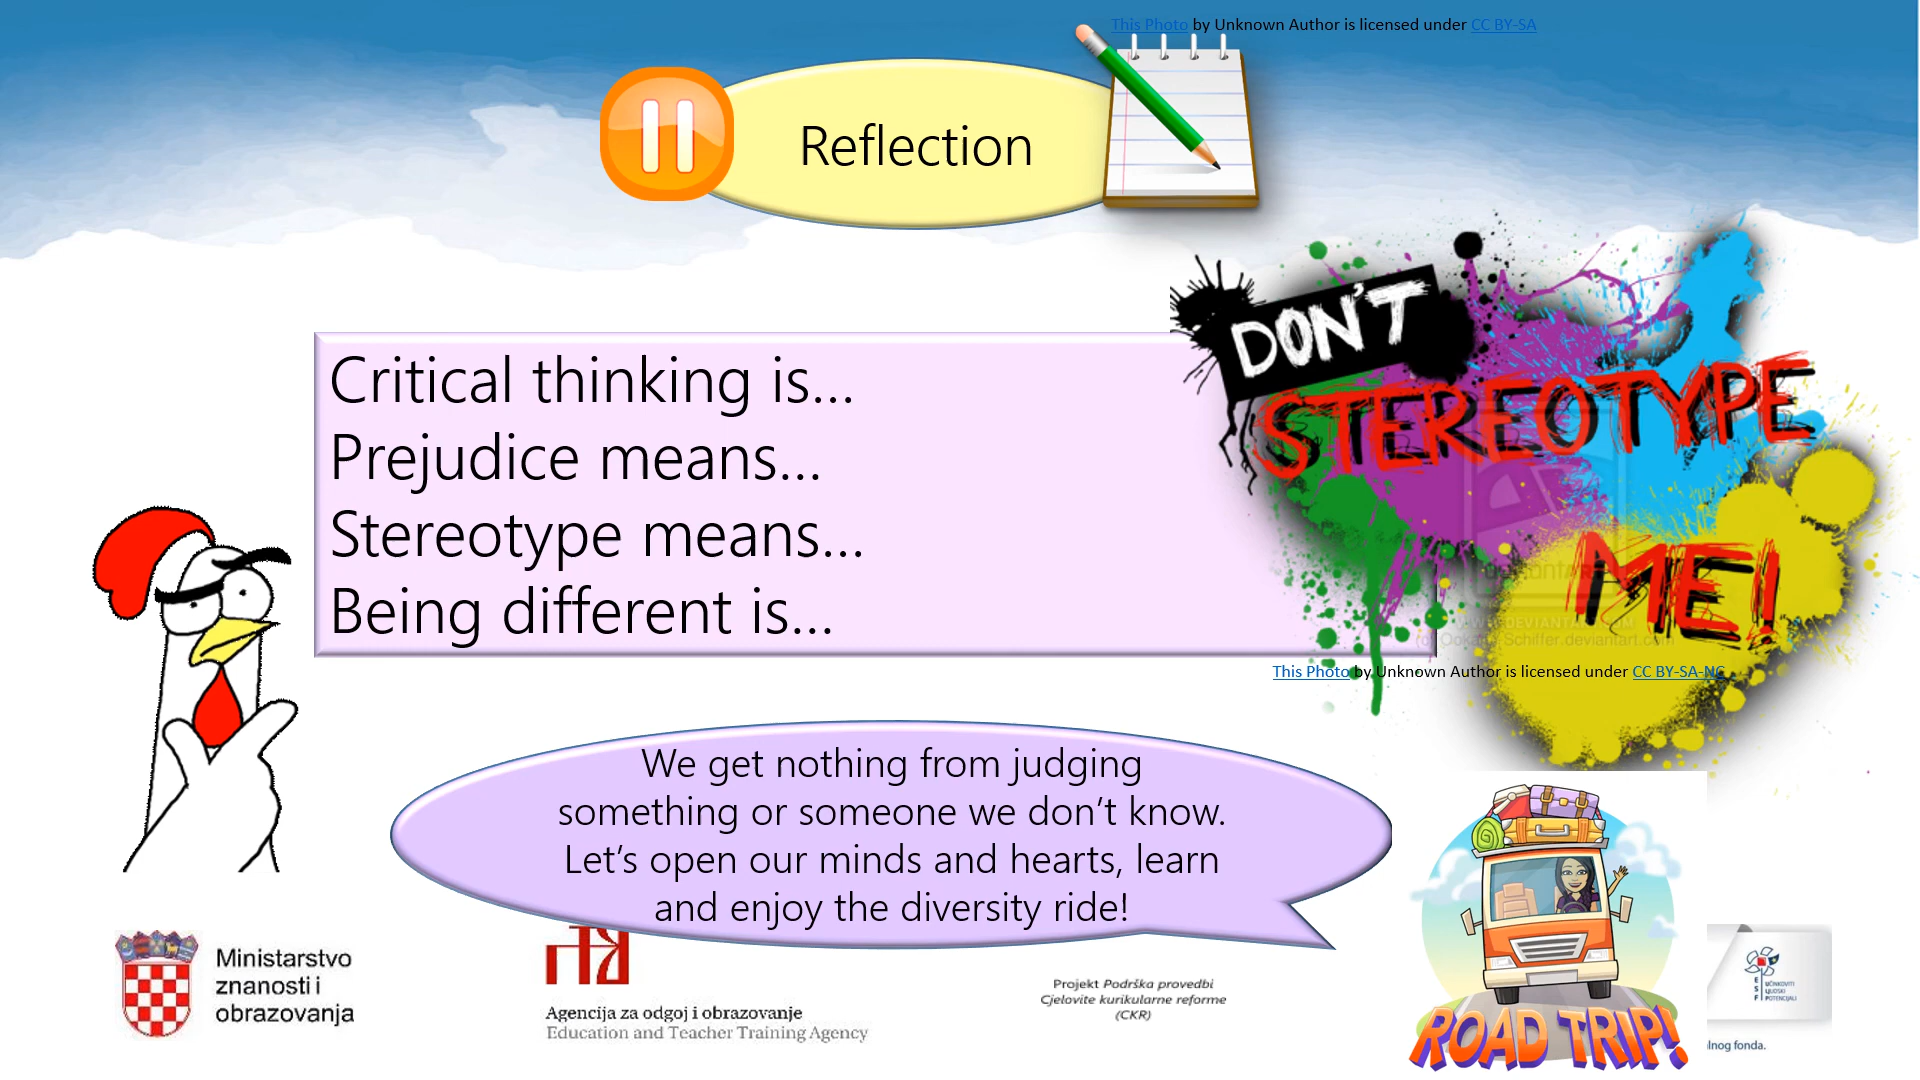 This Photo by Unknown Author is licensed under CC BY-SA
Reflection
DON'T
STEREOTYPE
ME!
Critical thinking is...
Prejudice means...
Stereotype means...
Being different is...
This Photo by Unknown Author is licensed under CC BY-SA-NC
We get nothing from judging
something or someone we don't know.
Let's open our minds and hearts, learn
and enjoy the diversity ride!
ROAD TRIP!
Ministarstvo
znanosti i
obrazovanja
Agencija za odgoj i obrazovanje
Education and Teacher Training Agency
Projekt Podrška provedbi
Cjelovite kurikularne reforme
(CKR)
E
S
F
UČINKOVITI
LJUDSKI
POTENCIJALI
lnog fonda.